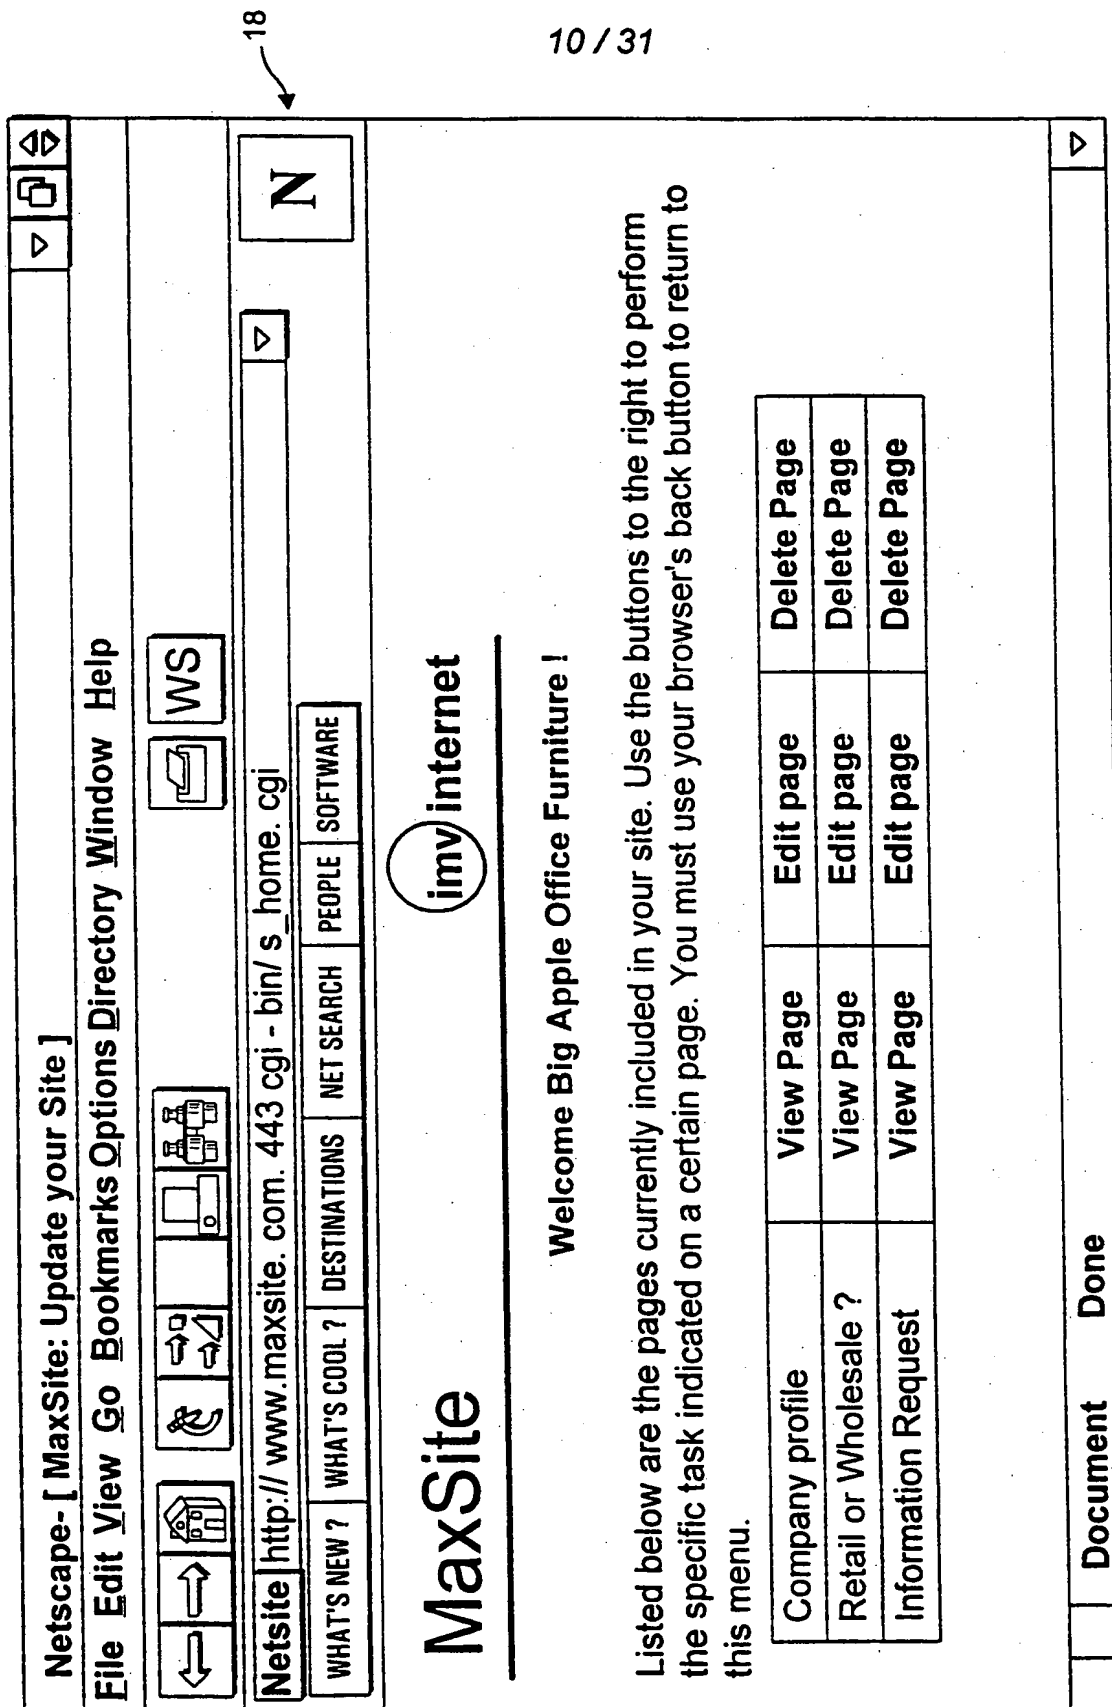 10 / 31
18
Netscape- [ MaxSite: Update your Site ]
File Edit View Go Bookmarks Options Directory Window Help
WS
Netsite http:// www.maxsite. com. 443 cgi - bin/ s_home. cgi
N
WHAT'S NEW ? WHAT'S COOL ? DESTINATIONS NET SEARCH PEOPLE SOFTWARE
MaxSite imv internet
Welcome Big Apple Office Furniture !
Listed below are the pages currently included in your site. Use the buttons to the right to perform
the specific task indicated on a certain page. You must use your browser's back button to return to
this menu.
Company profile View Page Edit page Delete Page
Retail or Wholesale ? View Page Edit page Delete Page
Information Request View Page Edit page Delete Page
Document Done